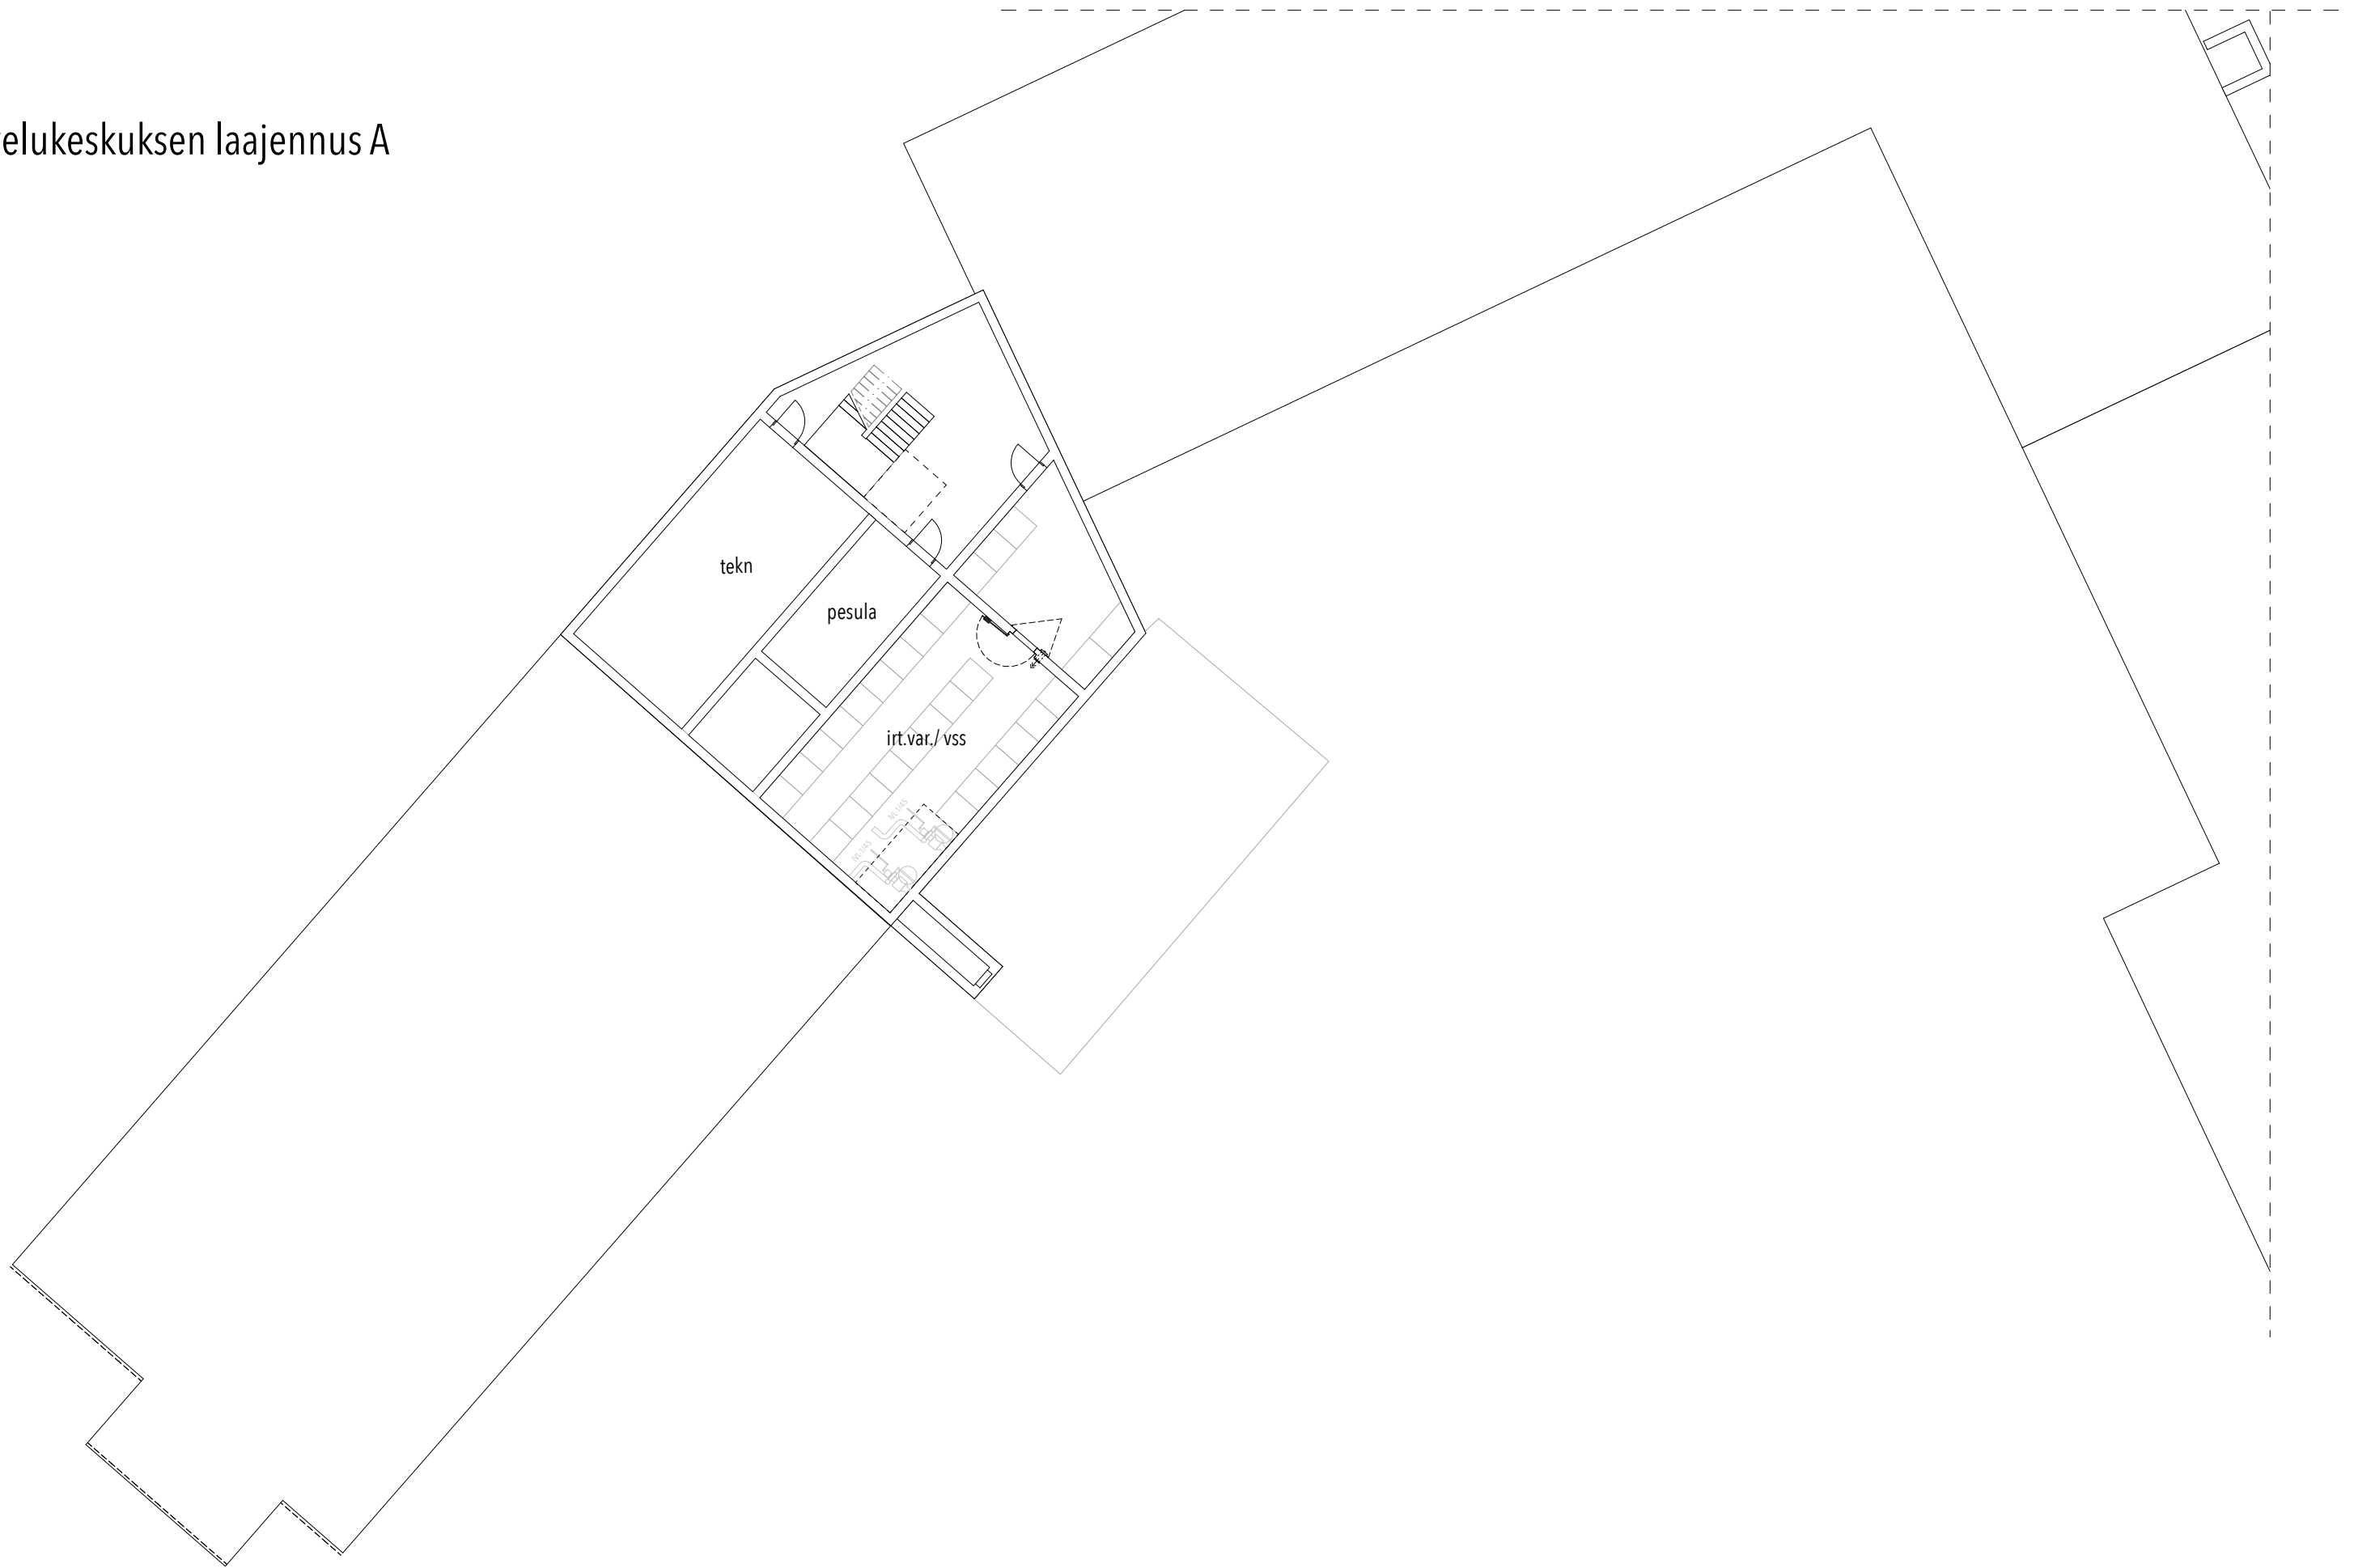 elukeskuksen laajennus A
tekn
pesula
irt.var./ vss